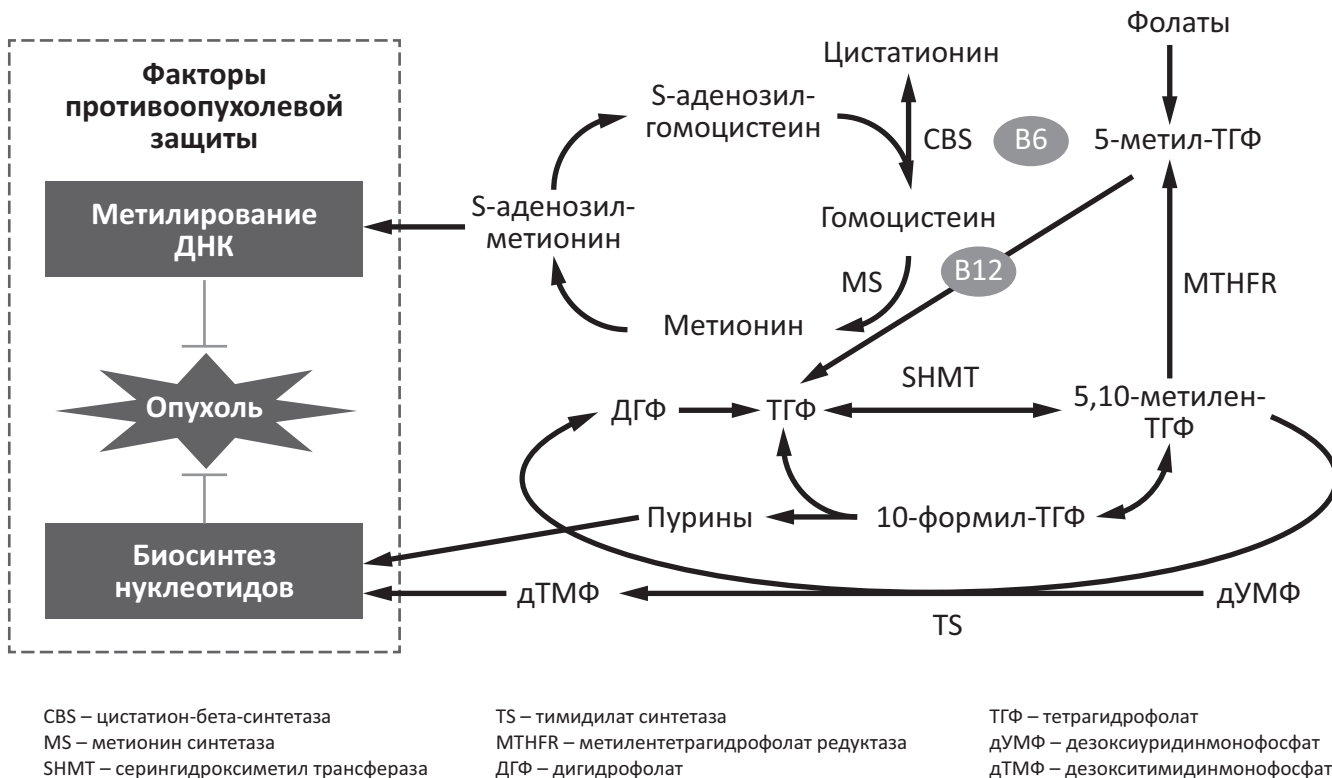 Факторы
противоопухолевой
защиты
Метилирование
ДНК
Опухоль
Биосинтез
нуклеотидов
Фолаты
Цистатионин
S-аденозил-
гомоцистеин
CBS
B6
5-метил-ТГФ
S-аденозил-
метионин
Гомоцистеин
MS
B12
MTHFR
Метионин
SHMT
ДГФ
ТГФ
5,10-метилен-
ТГФ
Пурины
10-формил-ТГФ
дТМФ
дУМФ
TS
CBS – цистатион-бета-синтетаза
MS – метионин синтетаза
SHMT – серингидроксиметил трансфераза
TS – тимидилат синтетаза
MTHFR – метилентетрагидрофолат редуктаза
ДГФ – дигидрофолат
ТГФ – тетрагидрофолат
дУМФ – дезоксиуридинмонофосфат
дТМФ – дезокситимидинмонофосфат